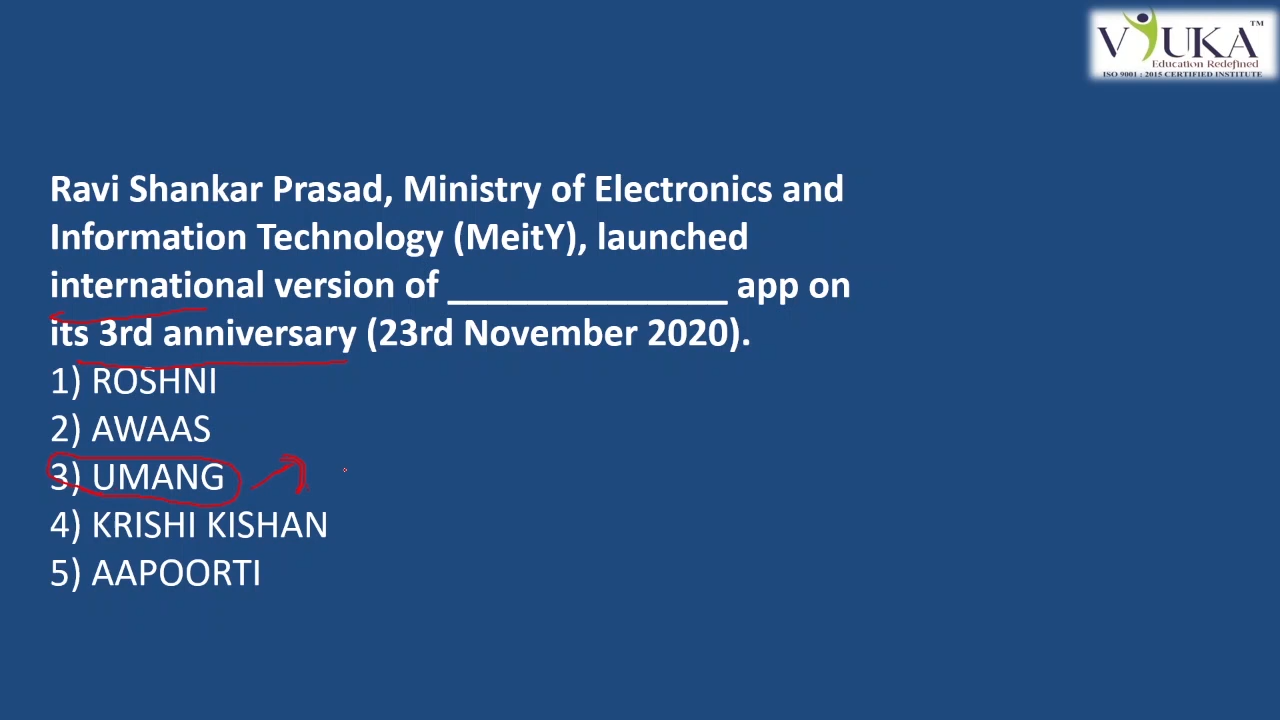 VYUKA™
Education Redefined
ISO 9001 : 2015 CERTIFIED INSTITUTE
Ravi Shankar Prasad, Ministry of Electronics and
Information Technology (MeitY), launched
international version of ______________ app on
its 3rd anniversary (23rd November 2020).
1) ROSHNI
2) AWAAS
3) UMANG
4) KRISHI KISHAN
5) AAPOORTI